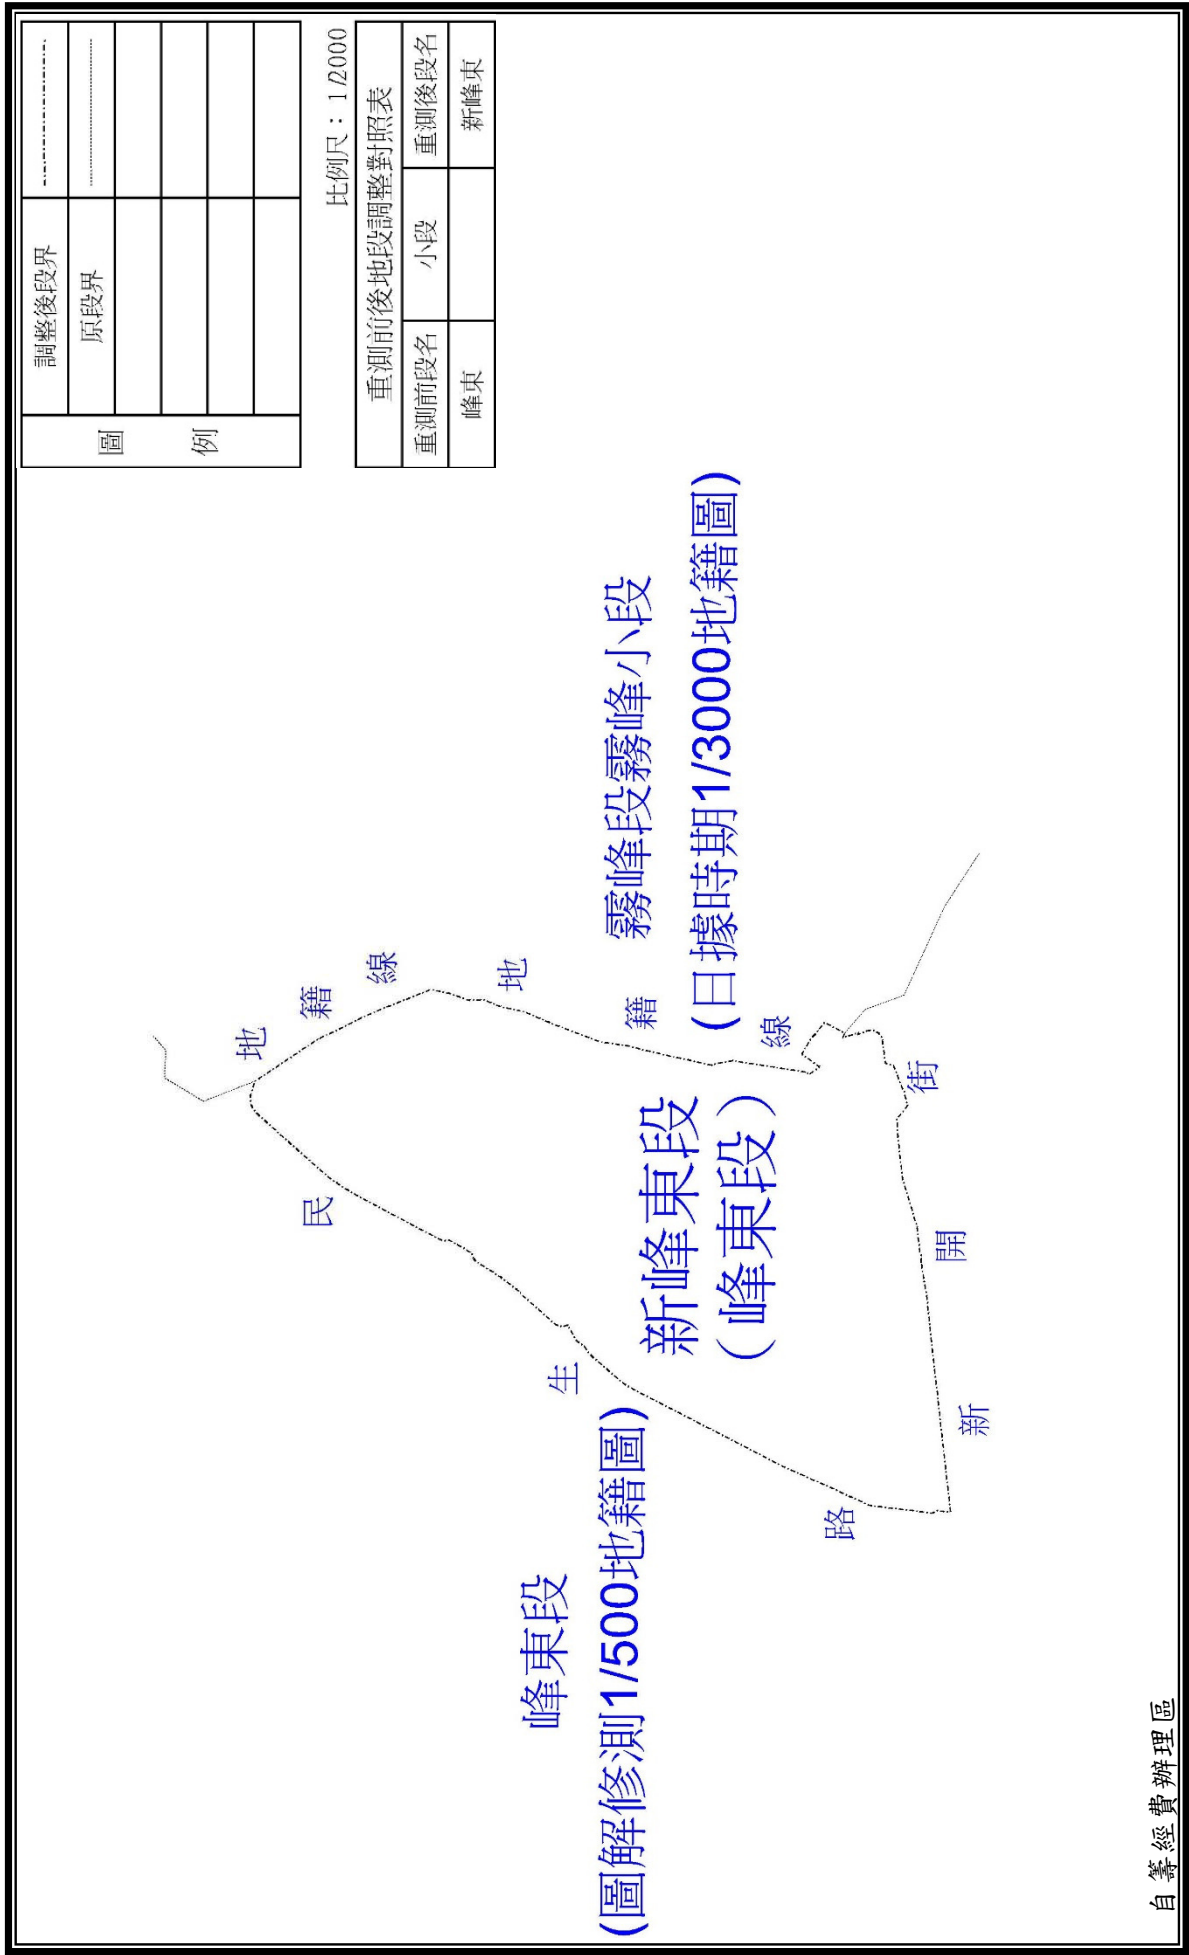 圖例
調整後段界
原段界
比例尺：1/2000
重測前後地段調整對照表
重測前段名 小段 重測後段名
峰東 新峰東
地籍線
地籍線
民生路
新開街
霧峰段霧峰小段
(日據時期1/3000地籍圖)
新峰東段
（峰東段）
峰東段
(圖解修測1/500地籍圖)
自籌經費辦理區